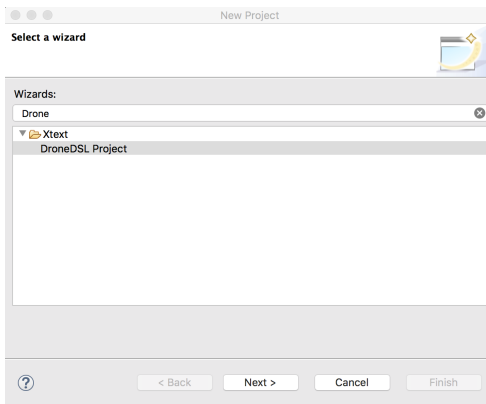 New Project
Select a wizard
Wizards:
Drone
Xtext
DroneDSL Project
?
< Back
Next >
Cancel
Finish